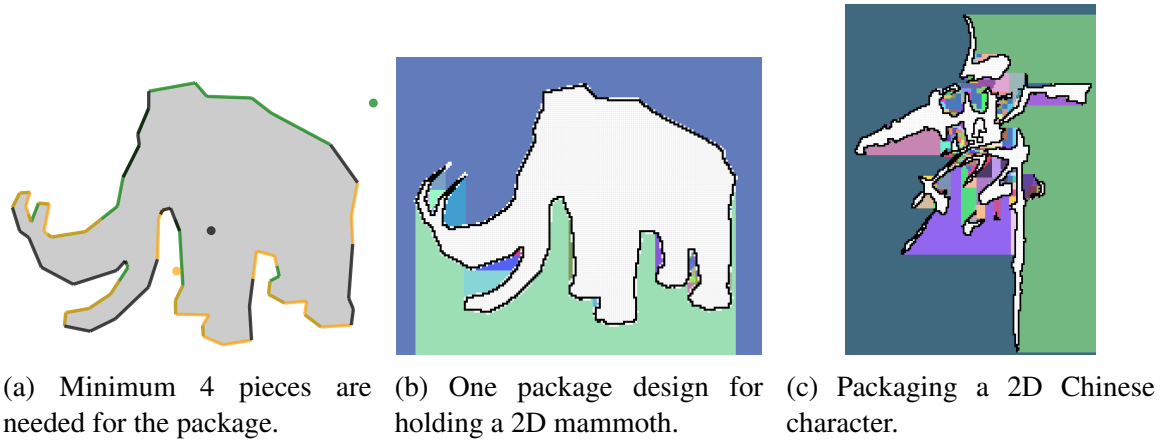 (a) Minimum 4 pieces are
needed for the package.
(b) One package design for
holding a 2D mammoth.
(c) Packaging a 2D Chinese
character.